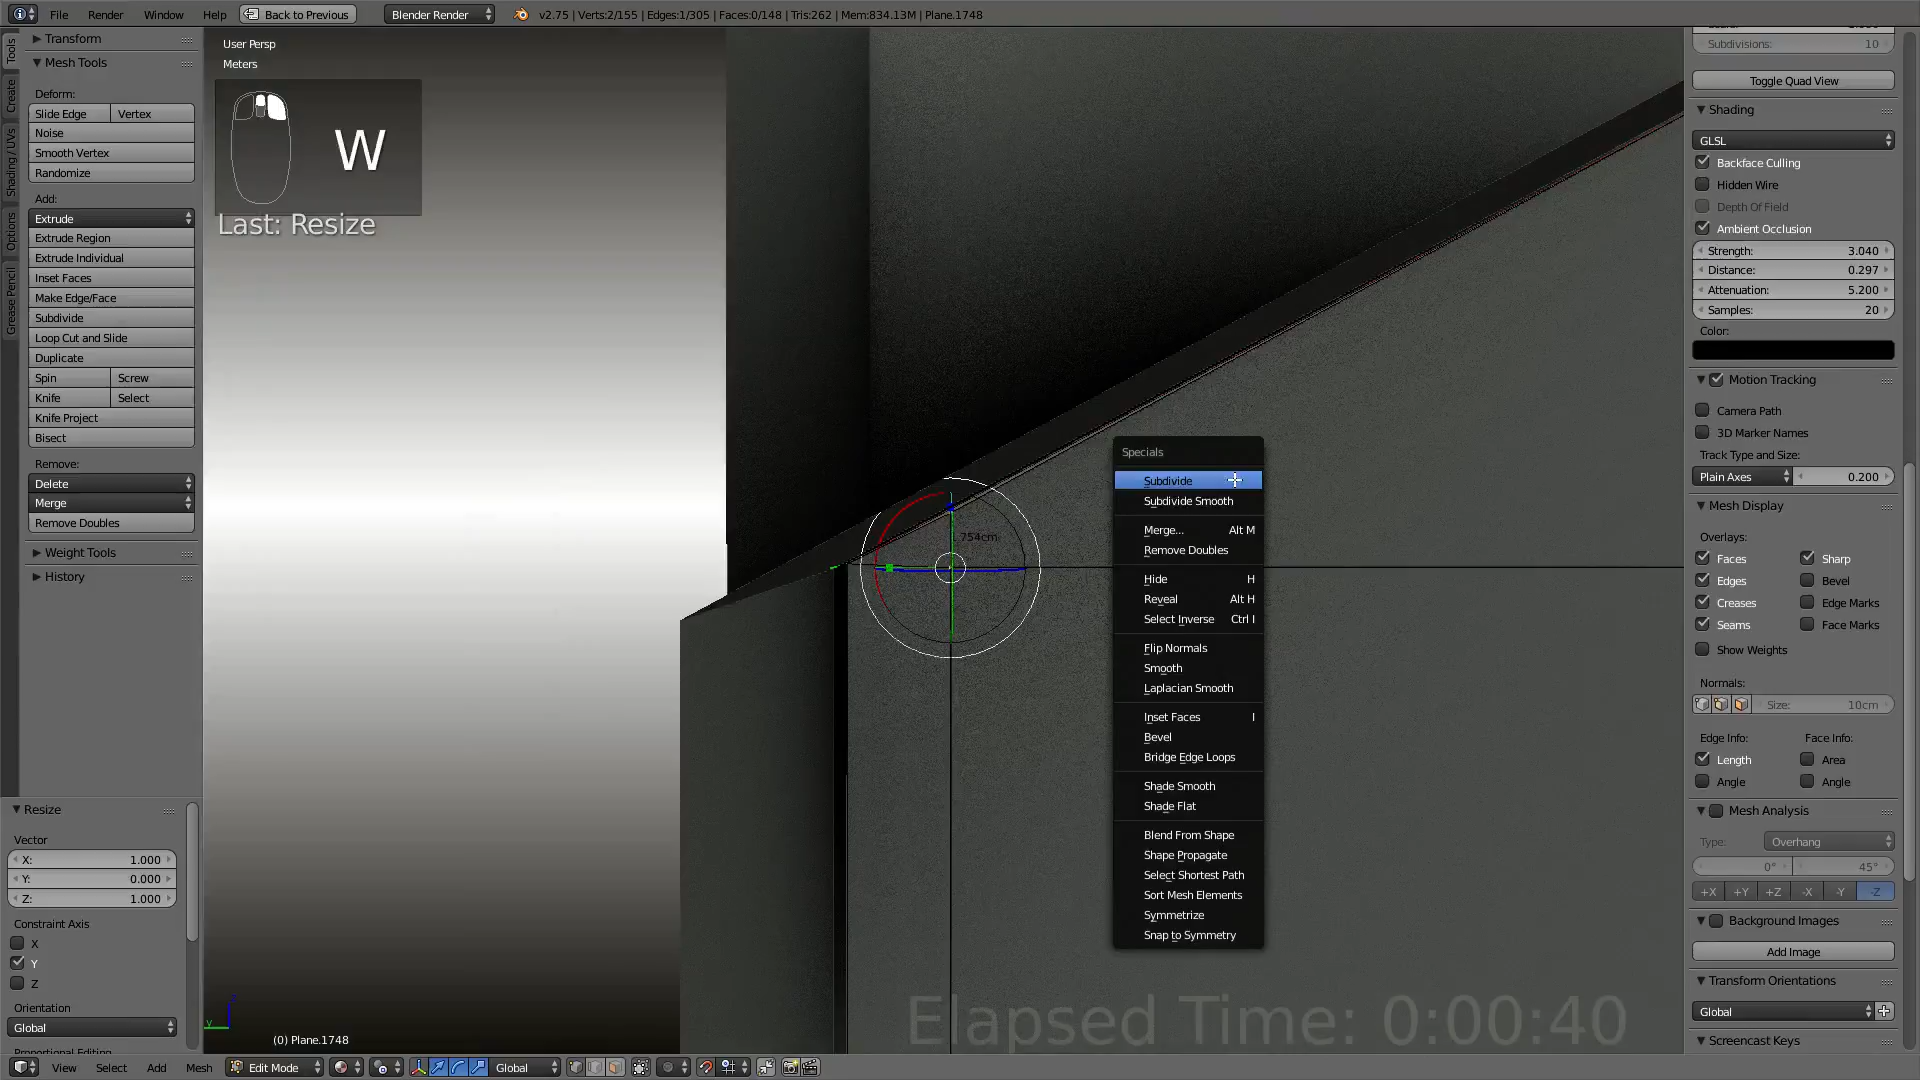 File Render Window Help Back to Previous Blender Render v2.75 | Verts:2/155 | Edges:1/305 | Faces:0/148 | Tris:262 | Mem:834.13M | Plane.1748
Tools
Create
Shading / UVs
Options
Grease Pencil
Transform
Mesh Tools
Deform:
Slide Edge Vertex
Noise
Smooth Vertex
Randomize
Add:
Extrude
Extrude Region
Extrude Individual
Inset Faces
Make Edge/Face
Subdivide
Loop Cut and Slide
Duplicate
Spin Screw
Knife Select
Knife Project
Bisect
Remove:
Delete
Merge
Remove Doubles
Weight Tools
History
Resize
Vector
X: 1.000
Y: 0.000
Z: 1.000
Constraint Axis
X
Y
Z
Orientation
Global
User Persp
Meters
W
Last: Resize
754cm
Specials
Subdivide
Subdivide Smooth
Merge... Alt M
Remove Doubles
Hide H
Reveal Alt H
Select Inverse Ctrl I
Flip Normals
Smooth
Laplacian Smooth
Inset Faces I
Bevel
Bridge Edge Loops
Shade Smooth
Shade Flat
Blend From Shape
Shape Propagate
Select Shortest Path
Sort Mesh Elements
Symmetrize
Snap to Symmetry
z
y
(0) Plane.1748
Elapsed Time: 0:00:40
Subdivisions: 10
Toggle Quad View
Shading
GLSL
Backface Culling
Hidden Wire
Depth Of Field
Ambient Occlusion
Strength: 3.040
Distance: 0.297
Attenuation: 5.200
Samples: 20
Color:
Motion Tracking
Camera Path
3D Marker Names
Track Type and Size:
Plain Axes 0.200
Mesh Display
Overlays:
Faces Sharp
Edges Bevel
Creases Edge Marks
Seams Face Marks
Show Weights
Normals:
Size: 10cm
Edge Info: Face Info:
Length Area
Angle Angle
Mesh Analysis
Type: Overhang
0° 45°
+X +Y +Z -X -Y -Z
Background Images
Add Image
Transform Orientations
Global
Screencast Keys
View Select Add Mesh Edit Mode Global